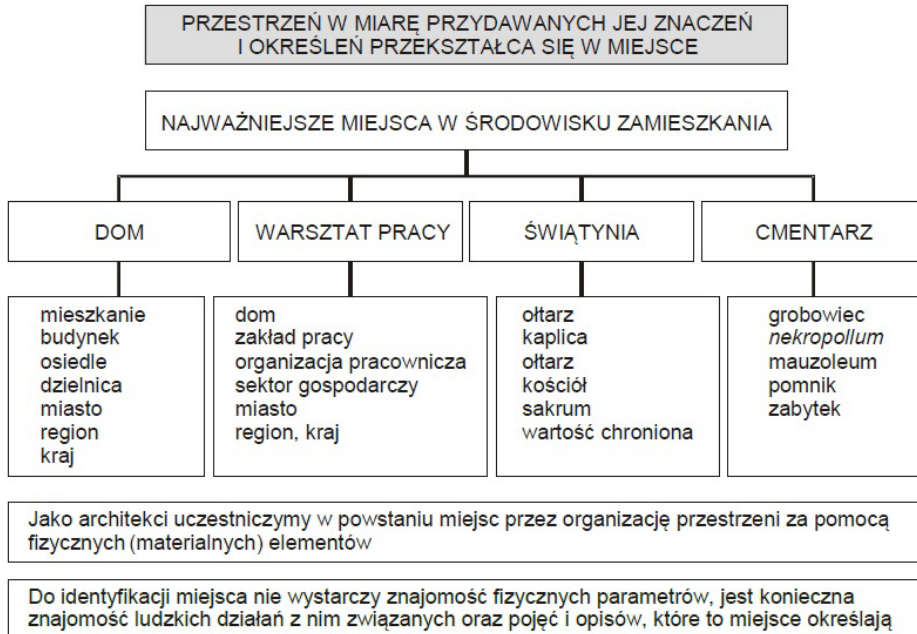 PRZESTRZEŃ W MIARĘ PRZYDAWANYCH JEJ ZNACZEŃ
I OKREŚLEŃ PRZEKSZTAŁCA SIĘ W MIEJSCE
NAJWAŻNIEJSZE MIEJSCA W ŚRODOWISKU ZAMIESZKANIA
DOM
WARSZTAT PRACY
ŚWIĄTYNIA
CMENTARZ
mieszkanie
budynek
osiedle
dzielnica
miasto
region
kraj
dom
zakład pracy
organizacja pracownicza
sektor gospodarczy
miasto
region, kraj
ołtarz
kaplica
ołtarz
kościół
sakrum
wartość chroniona
grobowiec
nekropollum
mauzoleum
pomnik
zabytek
Jako architekci uczestniczymy w powstaniu miejsc przez organizację przestrzeni za pomocą
fizycznych (materialnych) elementów
Do identyfikacji miejsca nie wystarczy znajomość fizycznych parametrów, jest konieczna
znajomość ludzkich działań z nim związanych oraz pojęć i opisów, które to miejsce określają